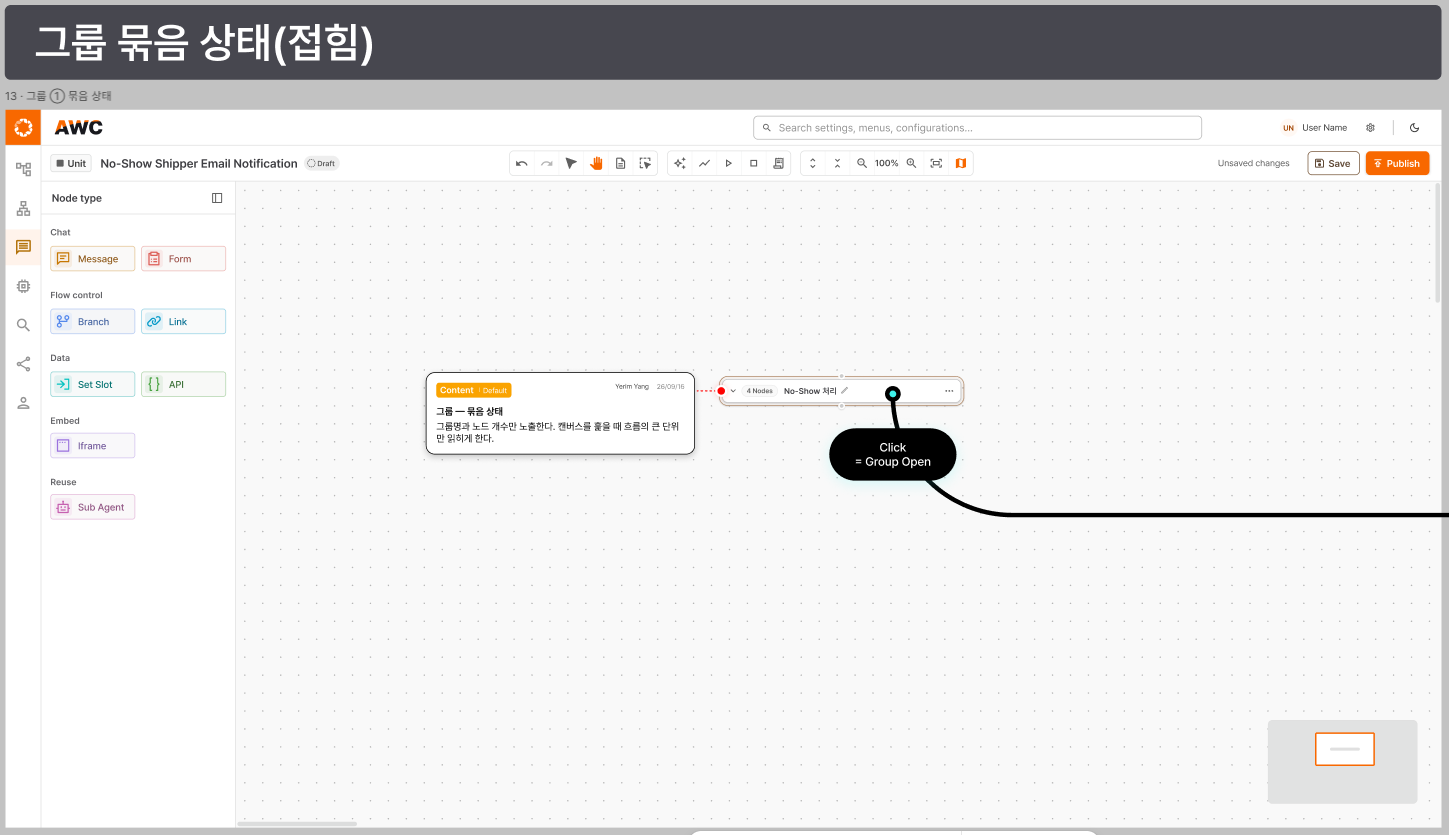 그룹 묶음 상태(접힘)
13 · 그룹 ① 묶음 상태
AWC
Search settings, menus, configurations...
UN User Name
Unit No-Show Shipper Email Notification Draft
100%
Unsaved changes Save Publish
Node type
Chat
Message Form
Flow control
Branch Link
Data
Set Slot API
Embed
Iframe
Reuse
Sub Agent
Content Default Yerim Yang 26/09/16
그룹 — 묶음 상태
그룹명과 노드 개수만 노출한다. 캔버스를 훑을 때 흐름의 큰 단위
만 읽히게 한다.
4 Nodes No-Show 처리
Click
= Group Open